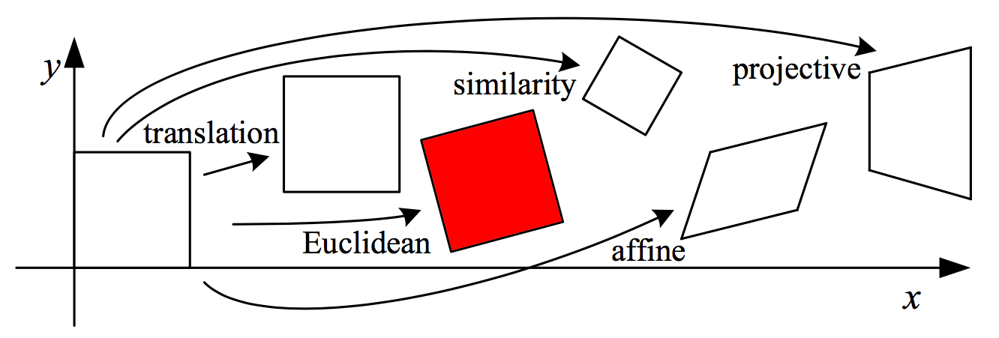 y
similarity
projective
translation
Euclidean
affine
x